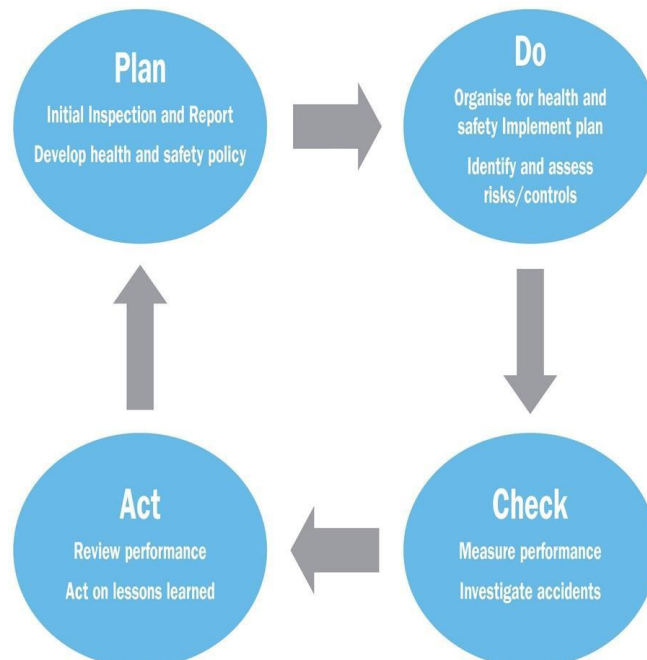 Plan
Initial Inspection and Report
Develop health and safety policy
Do
Organise for health and
safety Implement plan
Identify and assess
risks/controls
Check
Measure performance
Investigate accidents
Act
Review performance
Act on lessons learned